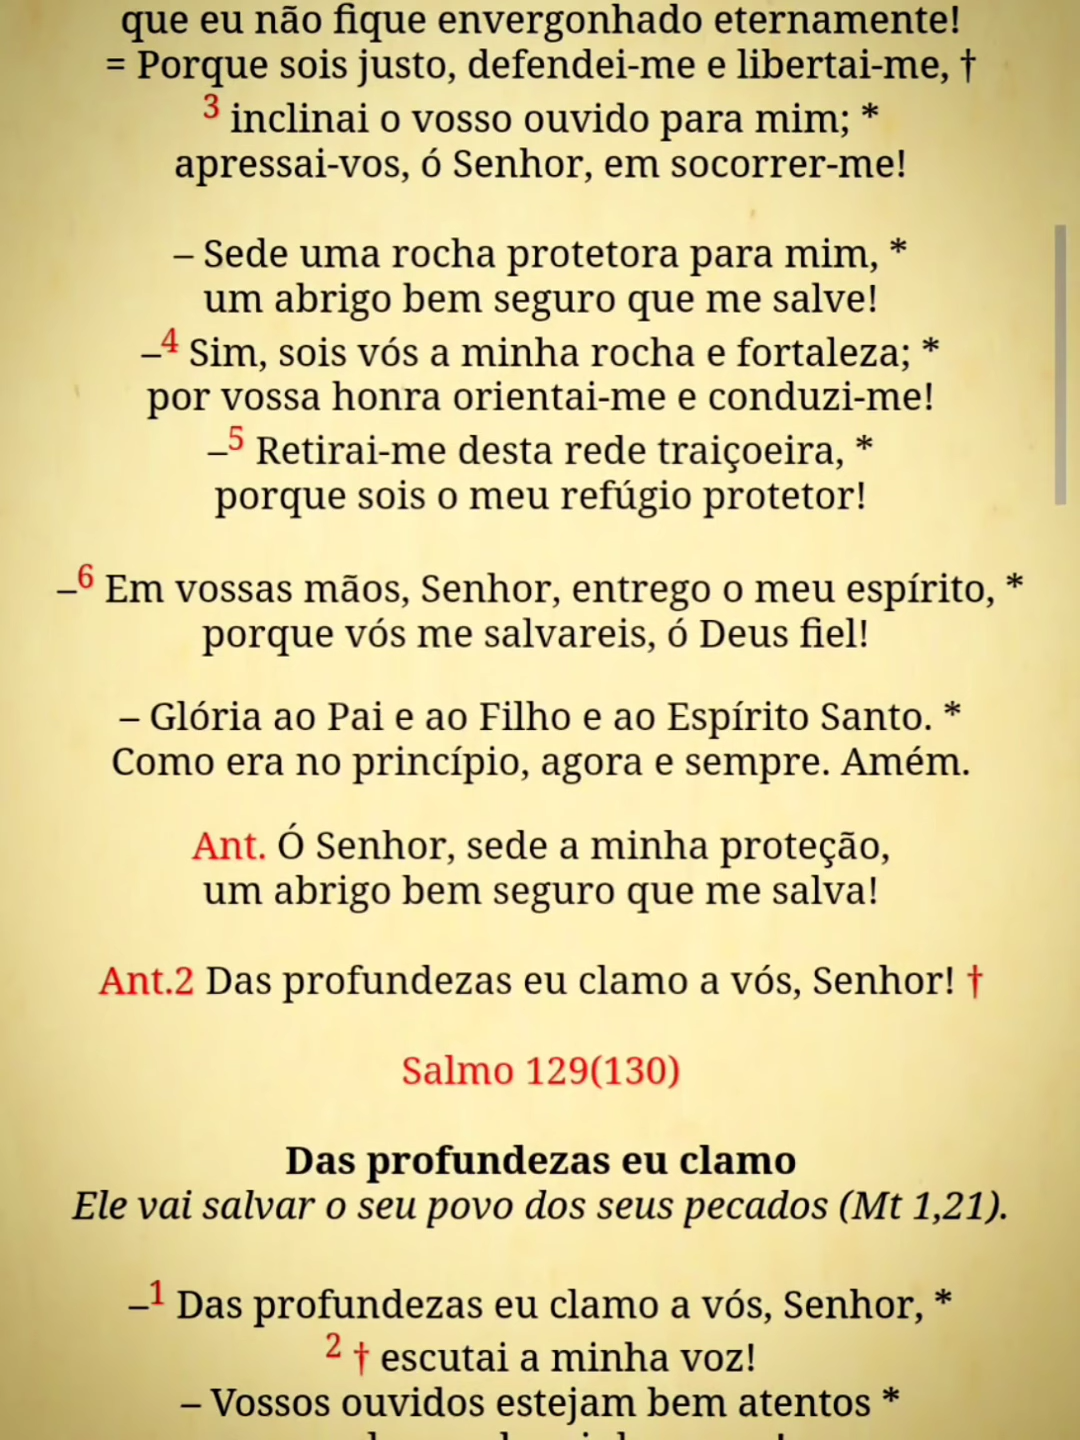 que eu não fique envergonhado eternamente!
= Porque sois justo, defendei-me e libertai-me, †
3 inclinai o vosso ouvido para mim; *
apressai-vos, ó Senhor, em socorrer-me!
– Sede uma rocha protetora para mim, *
um abrigo bem seguro que me salve!
–4 Sim, sois vós a minha rocha e fortaleza; *
por vossa honra orientai-me e conduzi-me!
–5 Retirai-me desta rede traiçoeira, *
porque sois o meu refúgio protetor!
–6 Em vossas mãos, Senhor, entrego o meu espírito, *
porque vós me salvareis, ó Deus fiel!
– Glória ao Pai e ao Filho e ao Espírito Santo. *
Como era no princípio, agora e sempre. Amém.
Ant. Ó Senhor, sede a minha proteção,
um abrigo bem seguro que me salva!
Ant.2 Das profundezas eu clamo a vós, Senhor! †
Salmo 129(130)
Das profundezas eu clamo
Ele vai salvar o seu povo dos seus pecados (Mt 1,21).
–1 Das profundezas eu clamo a vós, Senhor, *
2 † escutai a minha voz!
– Vossos ouvidos estejam bem atentos *